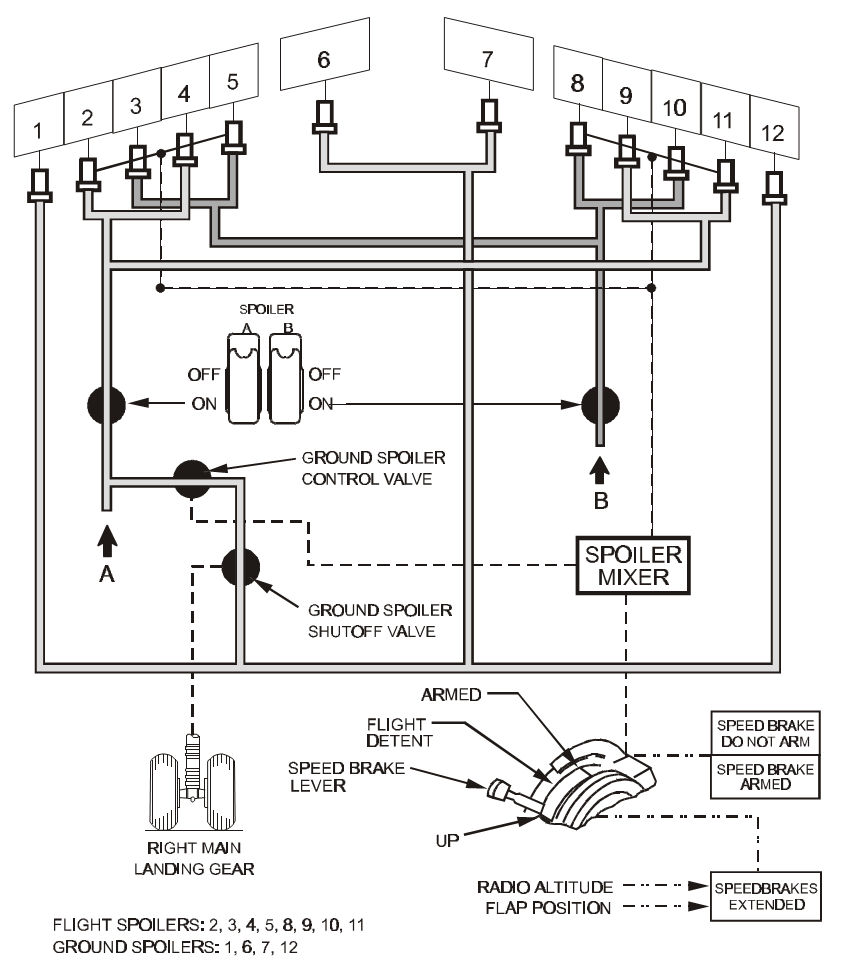 1
2
3
4
5
6
7
8
9
10
11
12
SPOILER
A B
OFF OFF
ON ON
GROUND SPOILER
CONTROL VALVE
A
B
SPOILER
MIXER
GROUND SPOILER
SHUTOFF VALVE
ARMED
FLIGHT
DETENT
SPEED BRAKE
LEVER
UP
SPEED BRAKE
DO NOT ARM
SPEED BRAKE
ARMED
RIGHT MAIN
LANDING GEAR
RADIO ALTITUDE
FLAP POSITION
SPEEDBRAKES
EXTENDED
FLIGHT SPOILERS: 2, 3, 4, 5, 8, 9, 10, 11
GROUND SPOILERS: 1, 6, 7, 12